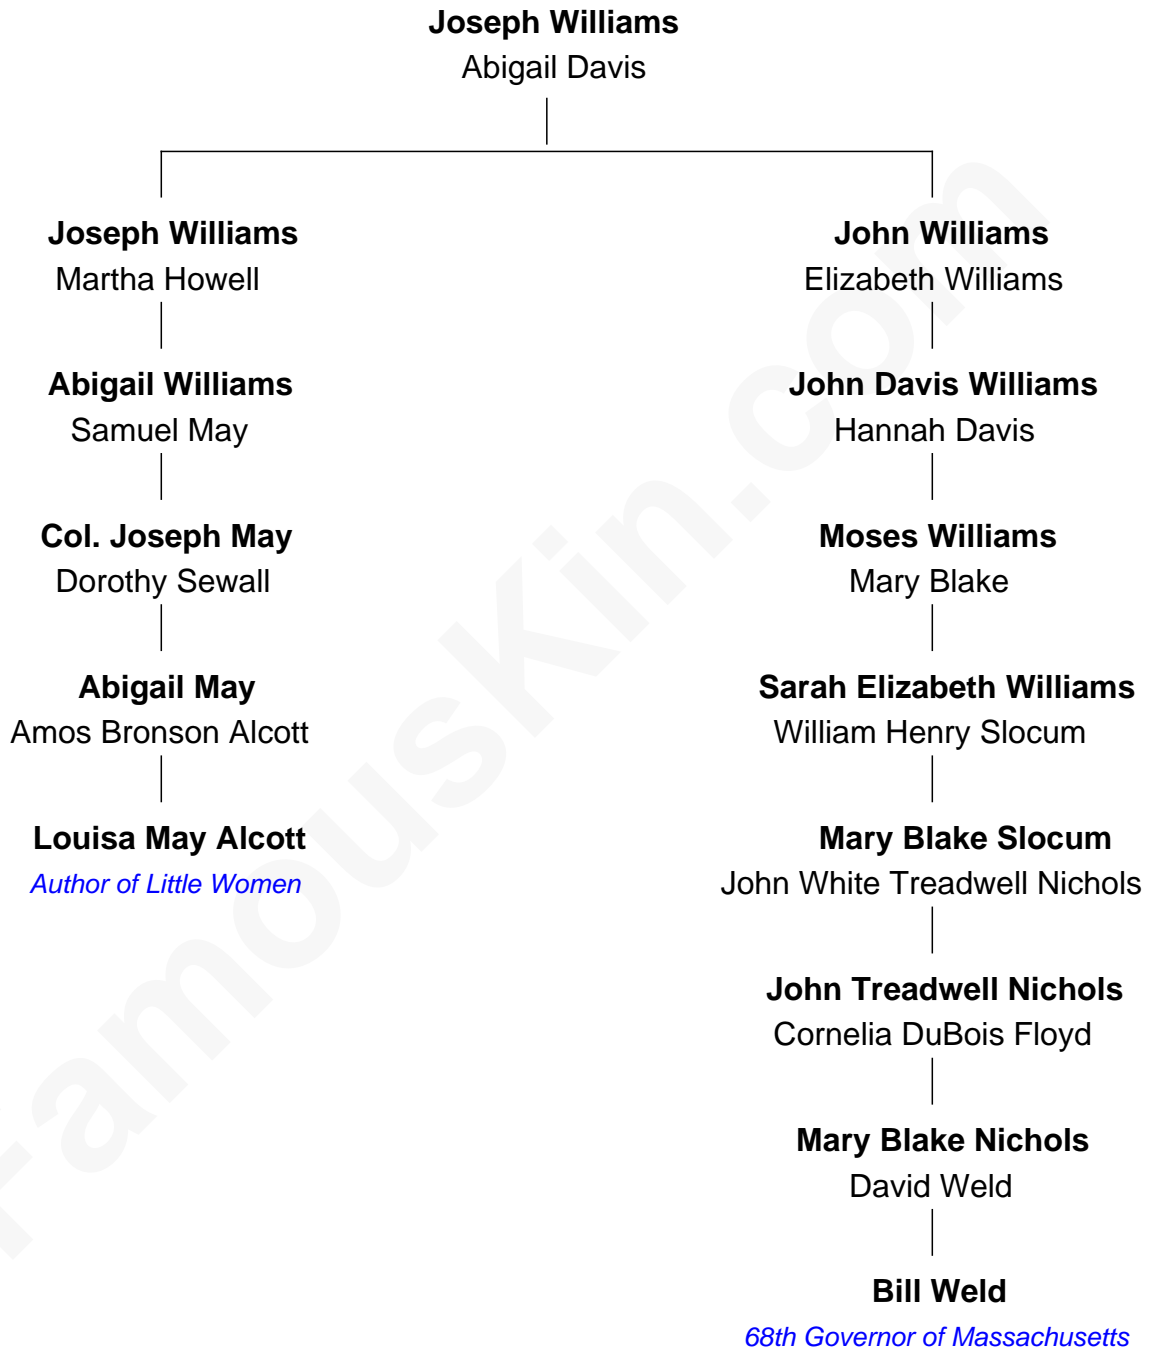 Joseph Williams
Abigail Davis
Joseph Williams
Martha Howell
Abigail Williams
Samuel May
Col. Joseph May
Dorothy Sewall
Abigail May
Amos Bronson Alcott
Louisa May Alcott
Author of Little Women
John Williams
Elizabeth Williams
John Davis Williams
Hannah Davis
Moses Williams
Mary Blake
Sarah Elizabeth Williams
William Henry Slocum
Mary Blake Slocum
John White Treadwell Nichols
John Treadwell Nichols
Cornelia DuBois Floyd
Mary Blake Nichols
David Weld
Bill Weld
68th Governor of Massachusetts
FamousKin.com